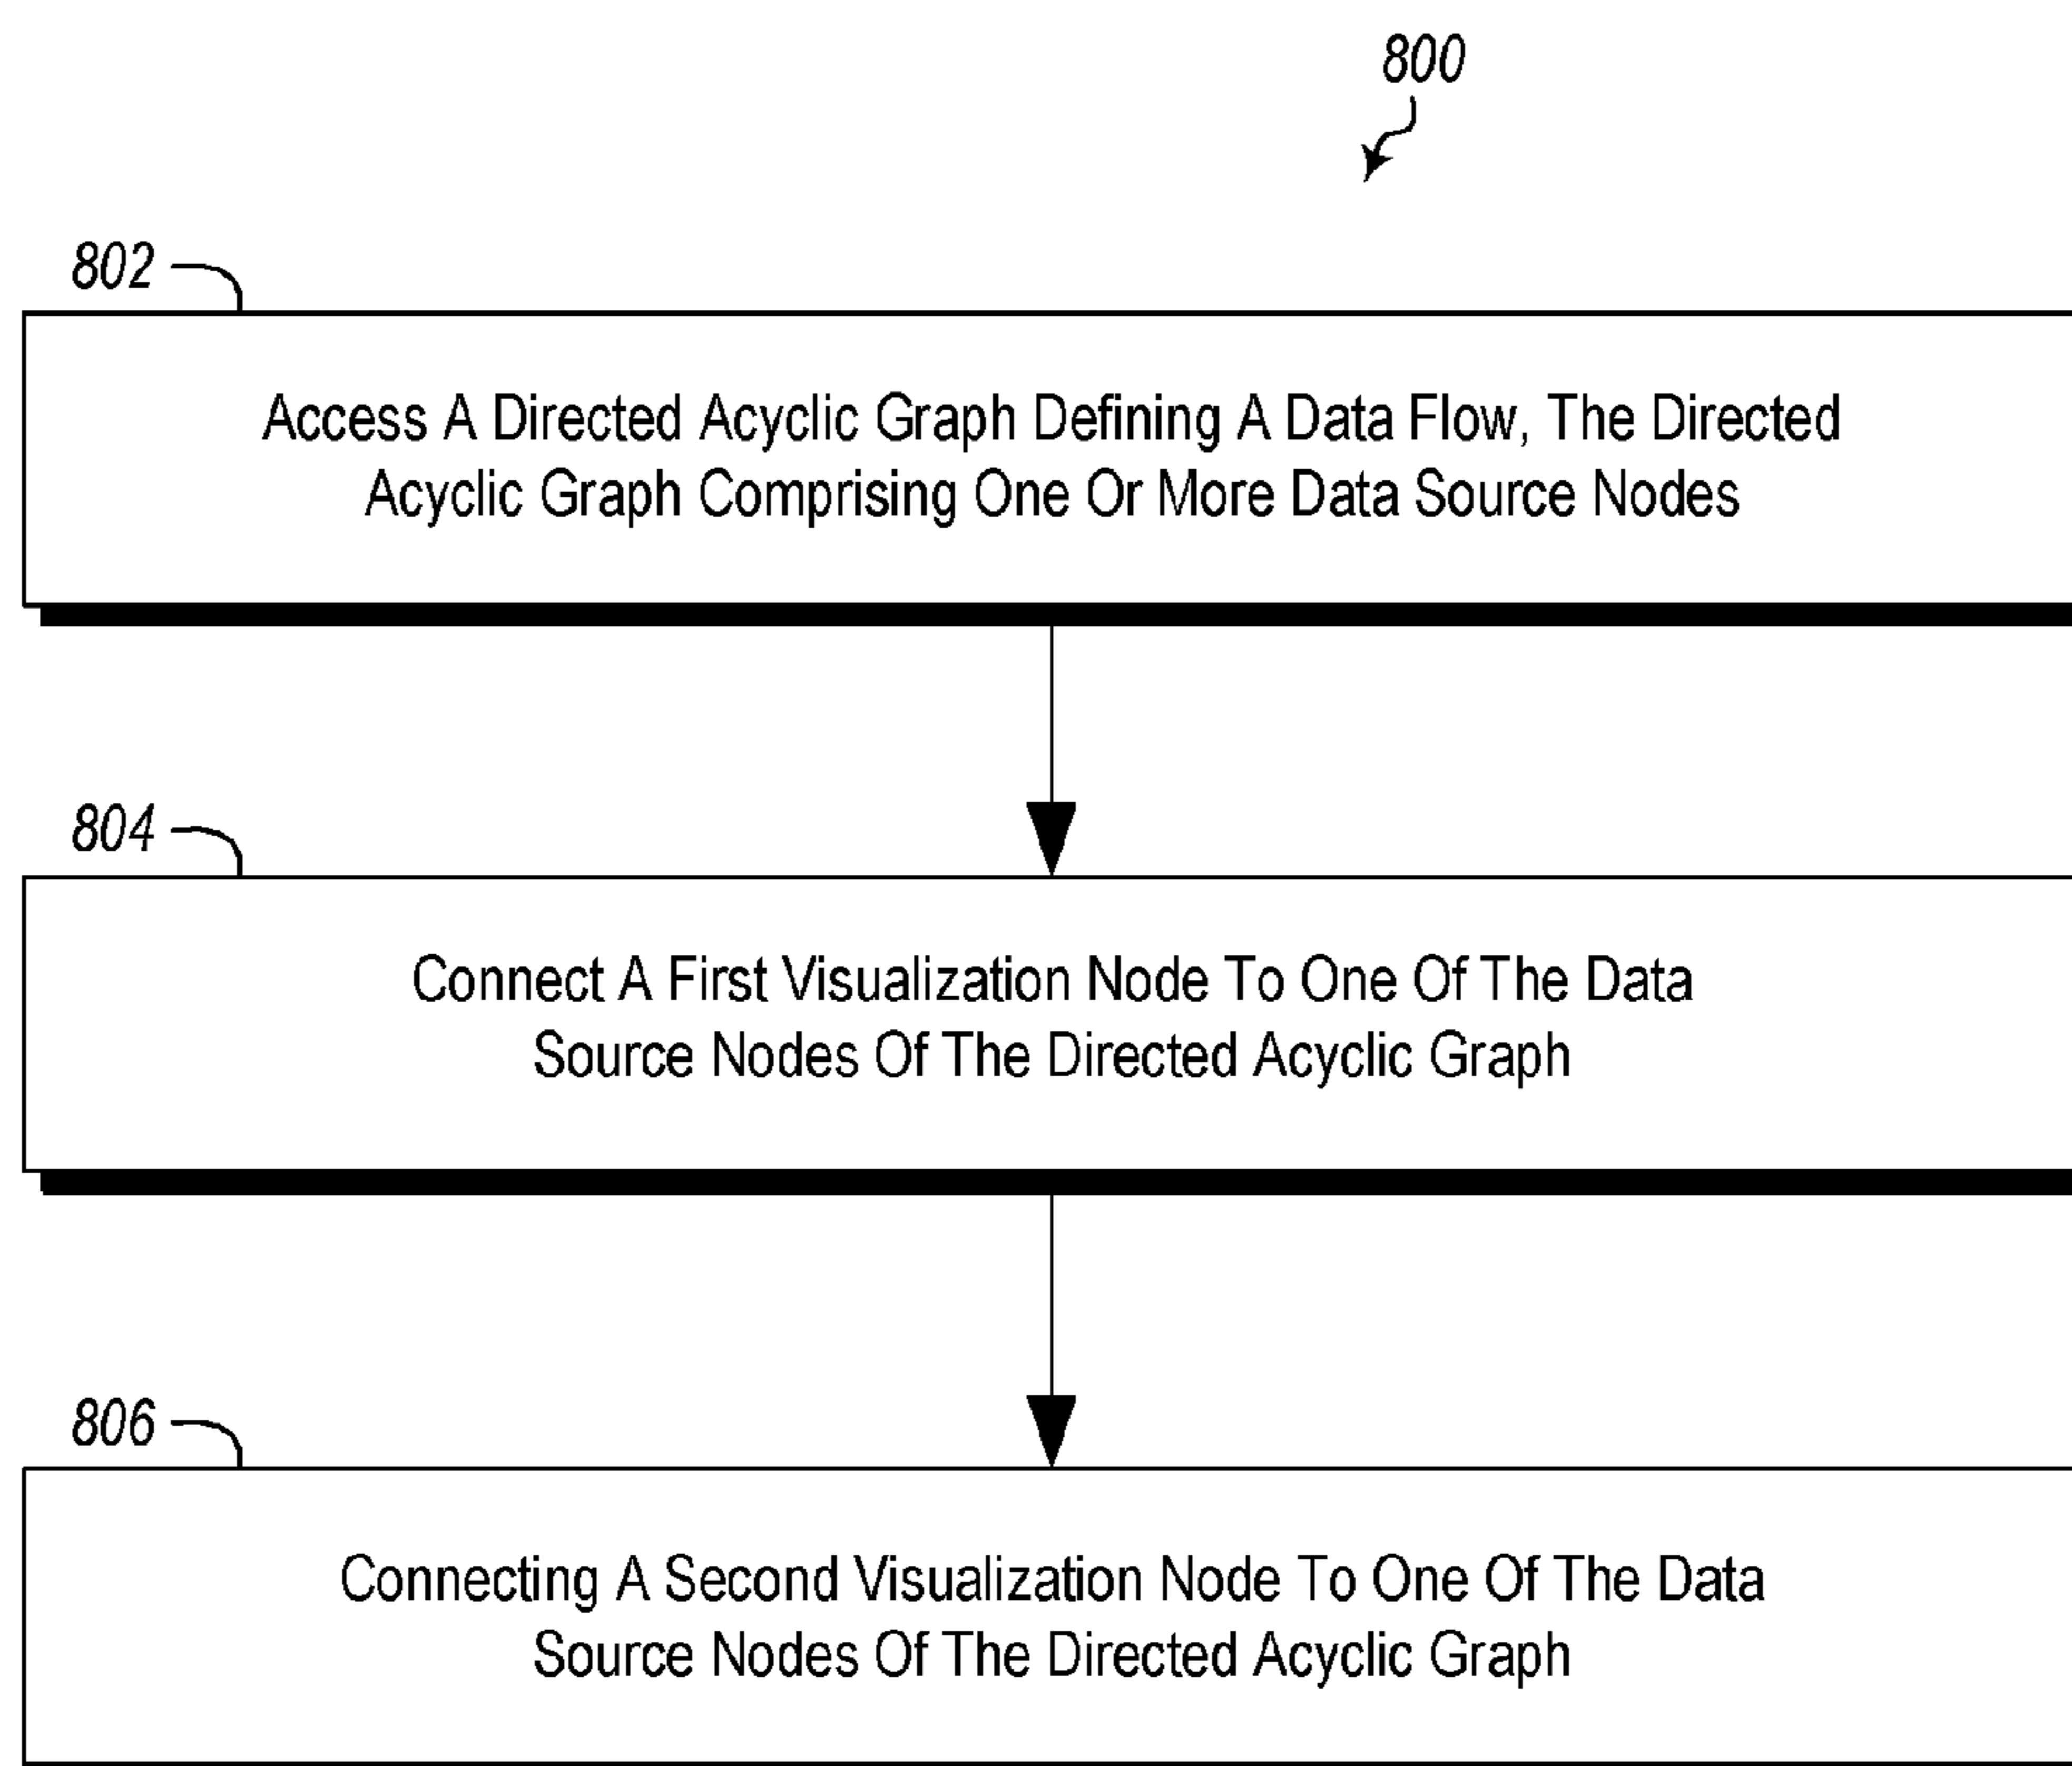 800
802
Access A Directed Acyclic Graph Defining A Data Flow, The Directed
Acyclic Graph Comprising One Or More Data Source Nodes
804
Connect A First Visualization Node To One Of The Data
Source Nodes Of The Directed Acyclic Graph
806
Connecting A Second Visualization Node To One Of The Data
Source Nodes Of The Directed Acyclic Graph